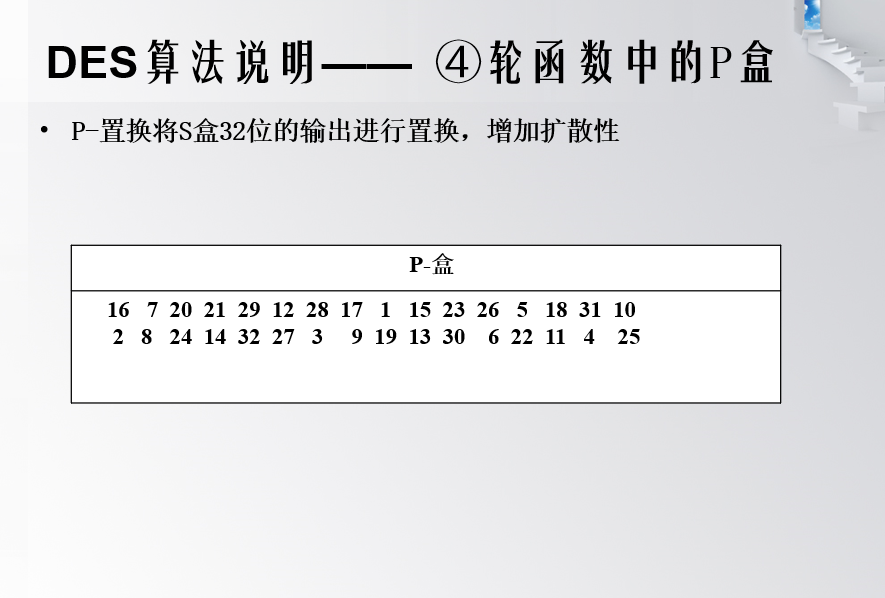 DES算法说明—— ④轮函数中的P盒
• P-置换将S盒32位的输出进行置换，增加扩散性
P-盒
16 7 20 21 29 12 28 17 1 15 23 26 5 18 31 10
2 8 24 14 32 27 3 9 19 13 30 6 22 11 4 25